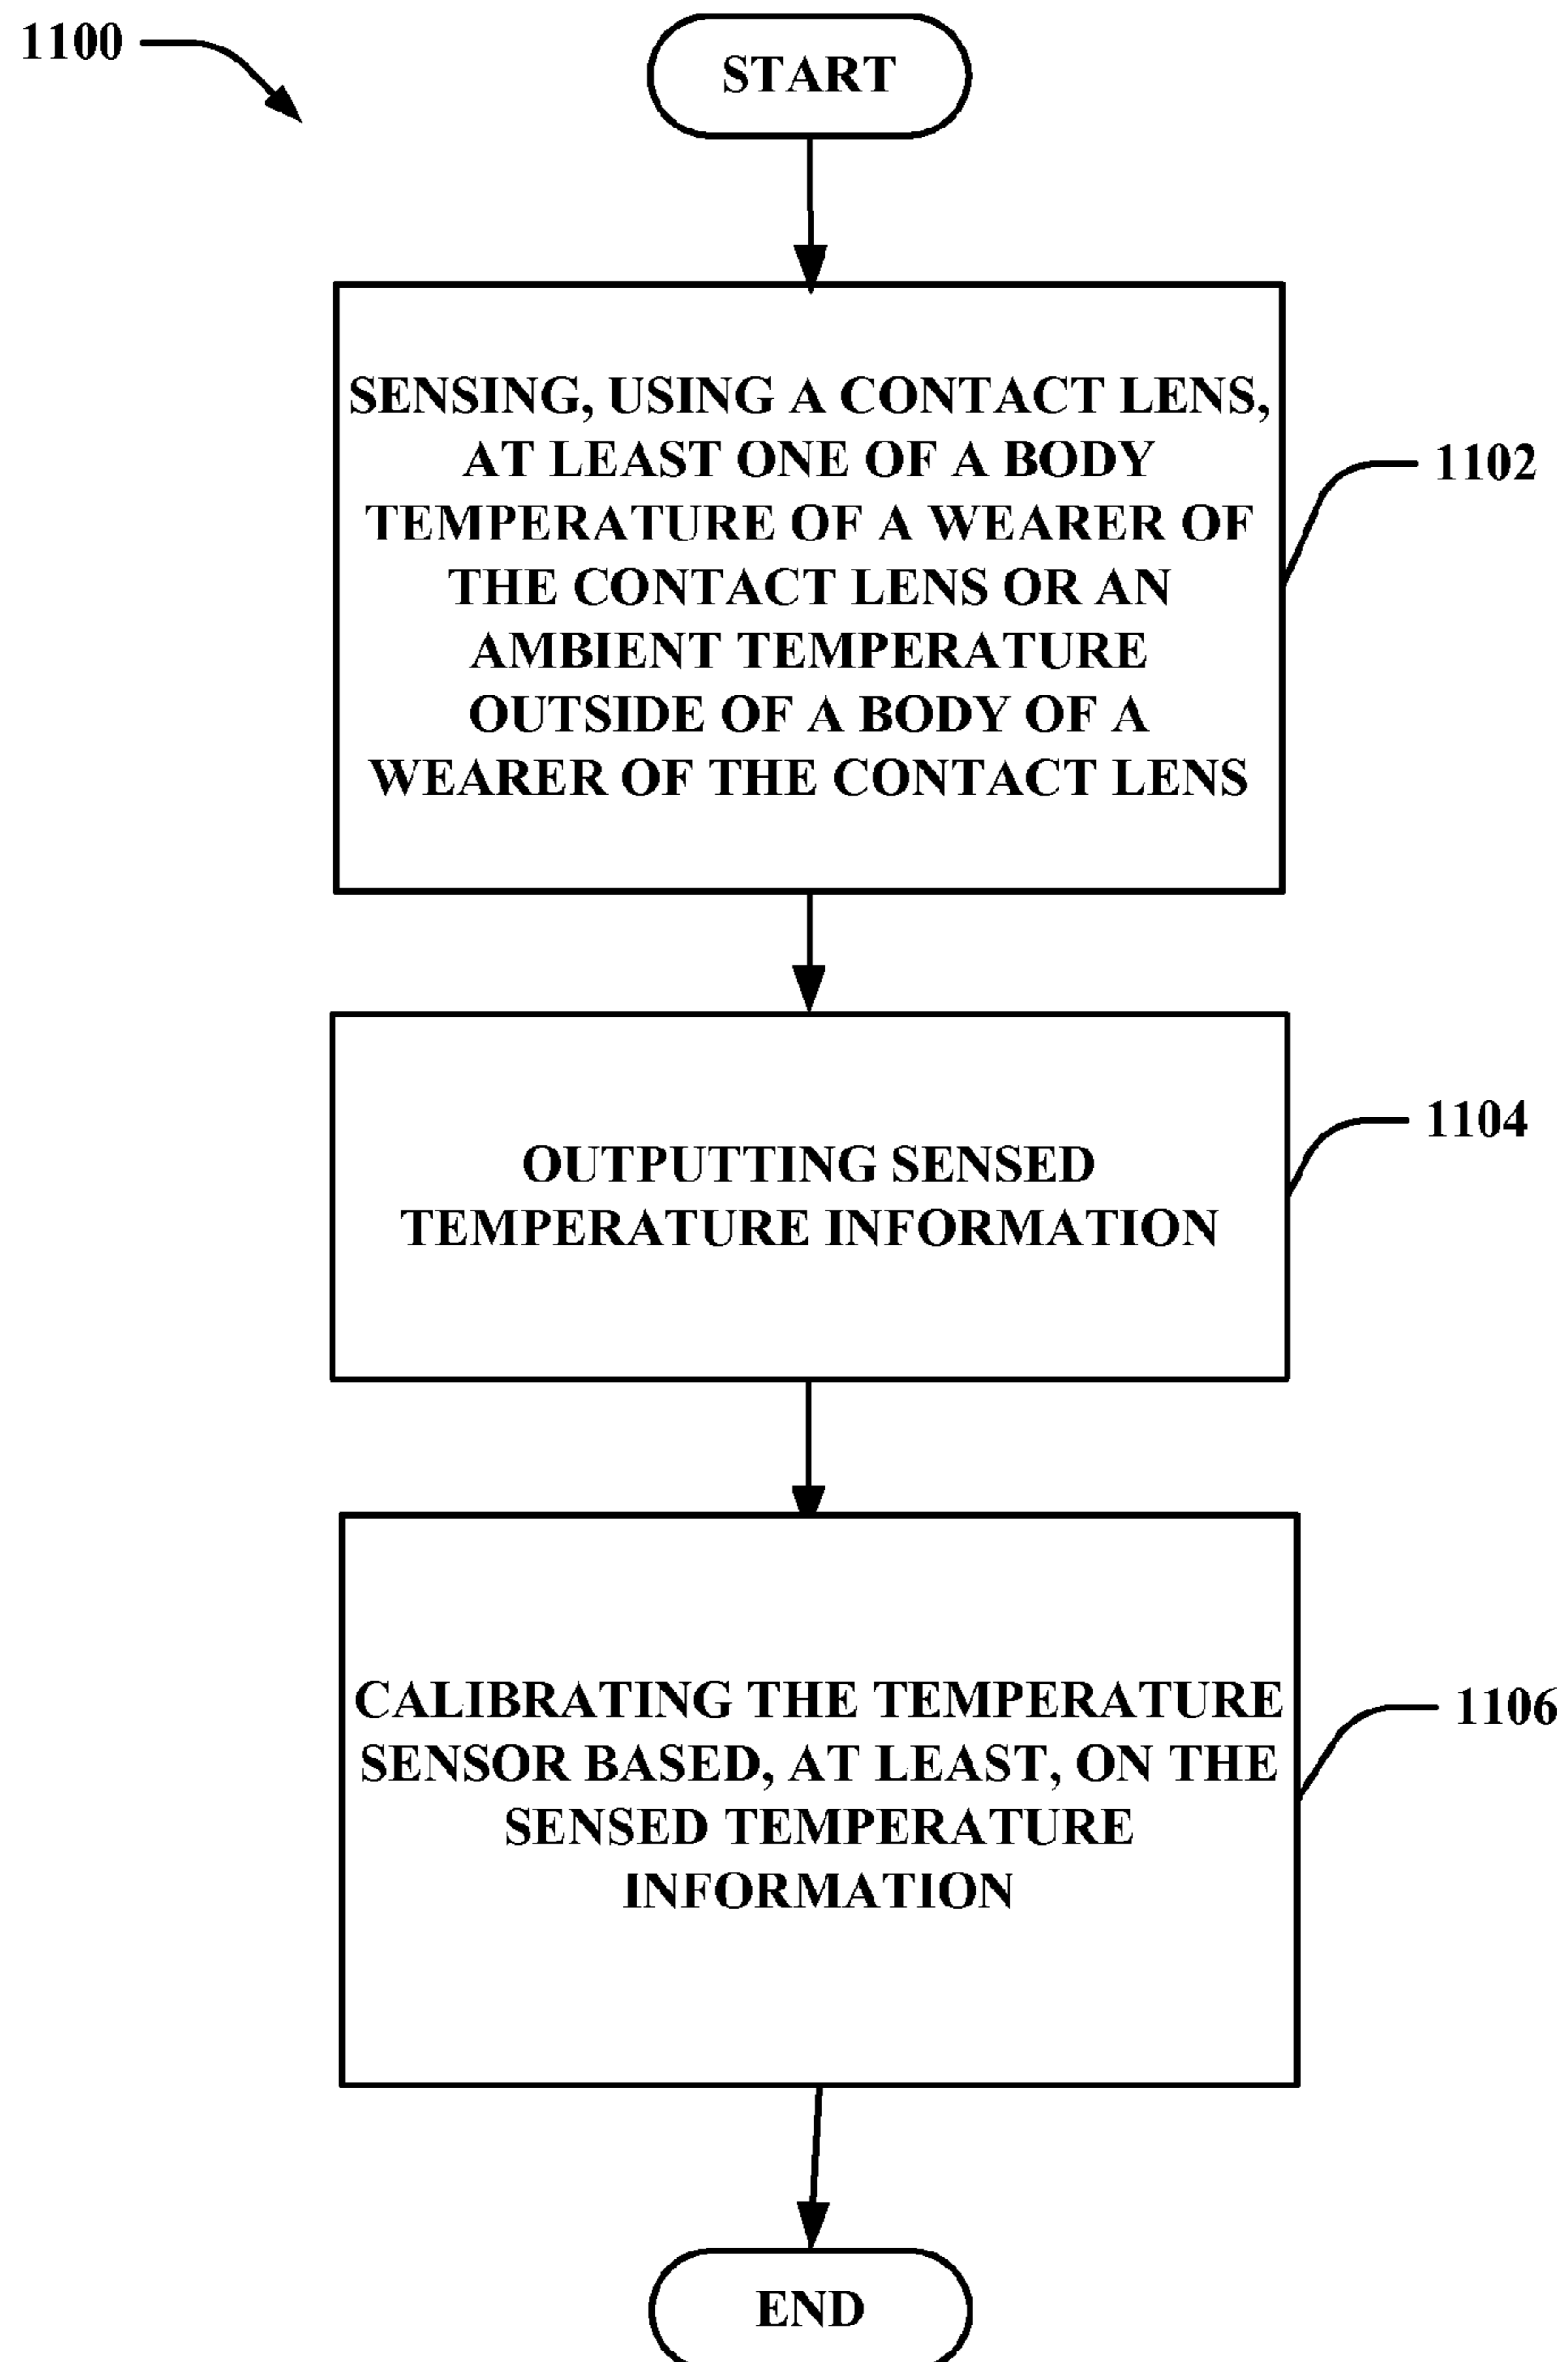 1100
START
SENSING, USING A CONTACT LENS,
AT LEAST ONE OF A BODY
TEMPERATURE OF A WEARER OF
THE CONTACT LENS OR AN
AMBIENT TEMPERATURE
OUTSIDE OF A BODY OF A
WEARER OF THE CONTACT LENS
1102
OUTPUTTING SENSED
TEMPERATURE INFORMATION
1104
CALIBRATING THE TEMPERATURE
SENSOR BASED, AT LEAST, ON THE
SENSED TEMPERATURE
INFORMATION
1106
END